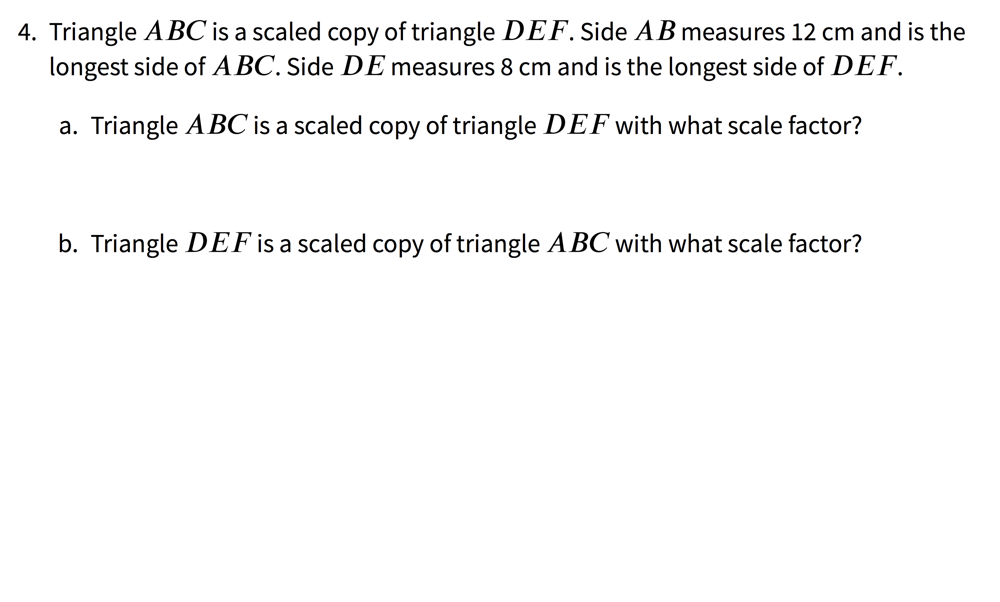 4. Triangle ABC is a scaled copy of triangle DEF. Side AB measures 12 cm and is the
longest side of ABC. Side DE measures 8 cm and is the longest side of DEF.
a. Triangle ABC is a scaled copy of triangle DEF with what scale factor?
b. Triangle DEF is a scaled copy of triangle ABC with what scale factor?